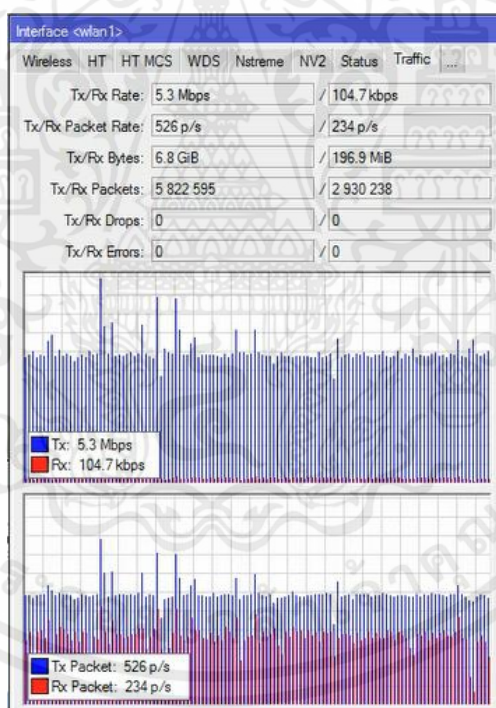 Interface <wlan1>
Wireless HT HT MCS WDS Nstreme NV2 Status Traffic ...
Tx/Rx Rate: 5.3 Mbps / 104.7 kbps
Tx/Rx Packet Rate: 526 p/s / 234 p/s
Tx/Rx Bytes: 6.8 GiB / 196.9 MiB
Tx/Rx Packets: 5 822 595 / 2 930 238
Tx/Rx Drops: 0 / 0
Tx/Rx Errors: 0 / 0
Tx: 5.3 Mbps
Rx: 104.7 kbps
Tx Packet: 526 p/s
Rx Packet: 234 p/s